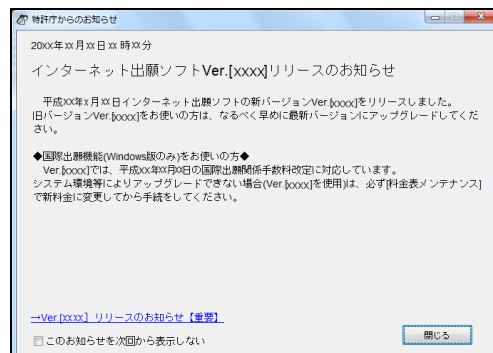 特許庁からのお知らせ
20xx年xx月xx日xx時xx分
インターネット出願ソフトVer.[xxxx]リリースのお知らせ
平成xx年x月xx日インターネット出願ソフトの新バージョンVer.[xxxx]をリリースしました。
旧バージョンVer.[xxxx]をお使いの方は、なるべく早めに最新バージョンにアップグレードしてくだ
さい。
◆国際出願機能(Windows版のみ)をお使いの方◆
Ver.[xxxx]では、平成xx年xx月xx日の国際出願関係手数料改定に対応しています。
システム環境等によりアップグレードできない場合(Ver.[xxxx]を使用)は、必ず[料金表メンテナンス]
で新料金に変更してから手続をしてください。
→Ver.[xxxx] リリースのお知らせ【重要】
このお知らせを次回から表示しない
閉じる